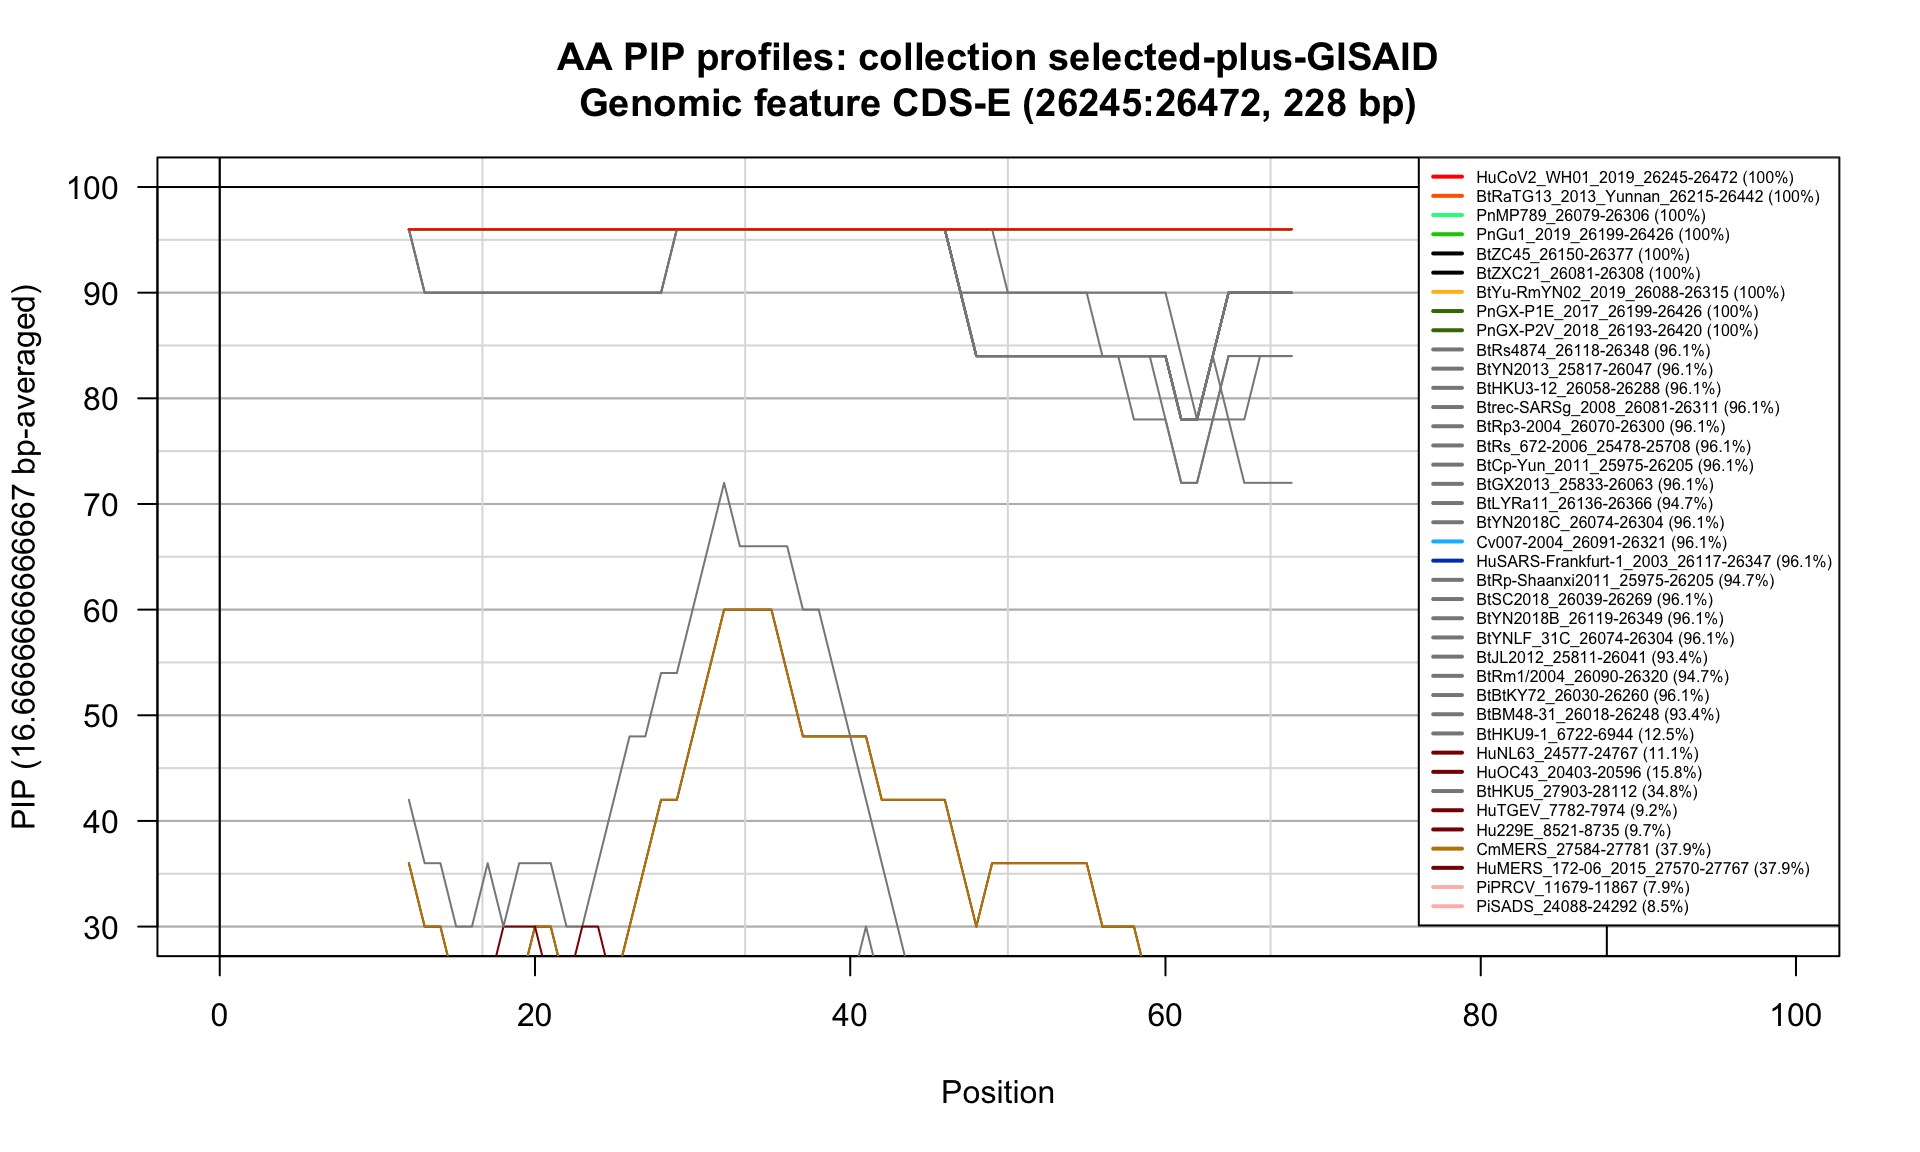 AA PIP profiles: collection selected-plus-GISAID
Genomic feature CDS-E (26245:26472, 228 bp)
PIP (16.6666666666667 bp-averaged)
100
90
80
70
60
50
40
30
HuCoV2_WH01_2019_26245-26472 (100%)
BtRaTG13_2013_Yunnan_26215-26442 (100%)
PnMP789_26079-26306 (100%)
PnGu1_2019_26199-26426 (100%)
BtZC45_26150-26377 (100%)
BtZXC21_26081-26308 (100%)
BtYu-RmYN02_2019_26088-26315 (100%)
PnGX-P1E_2017_26199-26426 (100%)
PnGX-P2V_2018_26193-26420 (100%)
BtRs4874_26118-26348 (96.1%)
BtYN2013_25817-26047 (96.1%)
BtHKU3-12_26058-26288 (96.1%)
Btrec-SARSg_2008_26081-26311 (96.1%)
BtRp3-2004_26070-26300 (96.1%)
BtRs_672-2006_25478-25708 (96.1%)
BtCp-Yun_2011_25975-26205 (96.1%)
BtGX2013_25833-26063 (96.1%)
BtLYRa11_26136-26366 (94.7%)
BtYN2018C_26074-26304 (96.1%)
Cv007-2004_26091-26321 (96.1%)
HuSARS-Frankfurt-1_2003_26117-26347 (96.1%)
BtRp-Shaanxi2011_25975-26205 (94.7%)
BtSC2018_26039-26269 (96.1%)
BtYN2018B_26119-26349 (96.1%)
BtYNLF_31C_26074-26304 (96.1%)
BtJL2012_25811-26041 (93.4%)
BtRm1/2004_26090-26320 (94.7%)
BtBtKY72_26030-26260 (96.1%)
BtBM48-31_26018-26248 (93.4%)
BtHKU9-1_6722-6944 (12.5%)
HuNL63_24577-24767 (11.1%)
HuOC43_20403-20596 (15.8%)
BtHKU5_27903-28112 (34.8%)
HuTGEV_7782-7974 (9.2%)
Hu229E_8521-8735 (9.7%)
CmMERS_27584-27781 (37.9%)
HuMERS_172-06_2015_27570-27767 (37.9%)
PiPRCV_11679-11867 (7.9%)
PiSADS_24088-24292 (8.5%)
0 20 40 60 80 100
Position